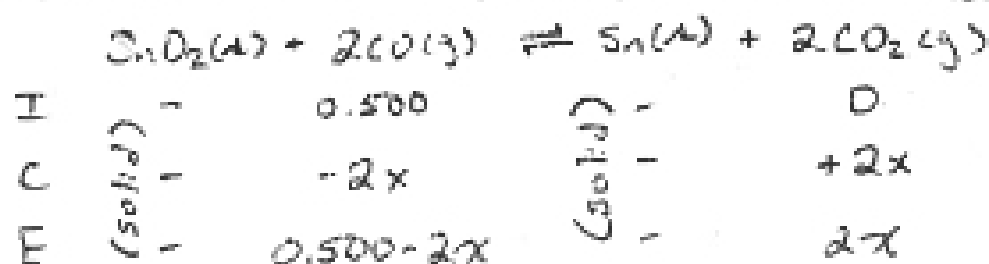 SnO₂(s) + 2CO(g) ⇌ Sn(s) + 2CO₂(g)
I - 0.500 - 0
C (solid) - -2x (solid) - +2x
E - 0.500-2x - 2x